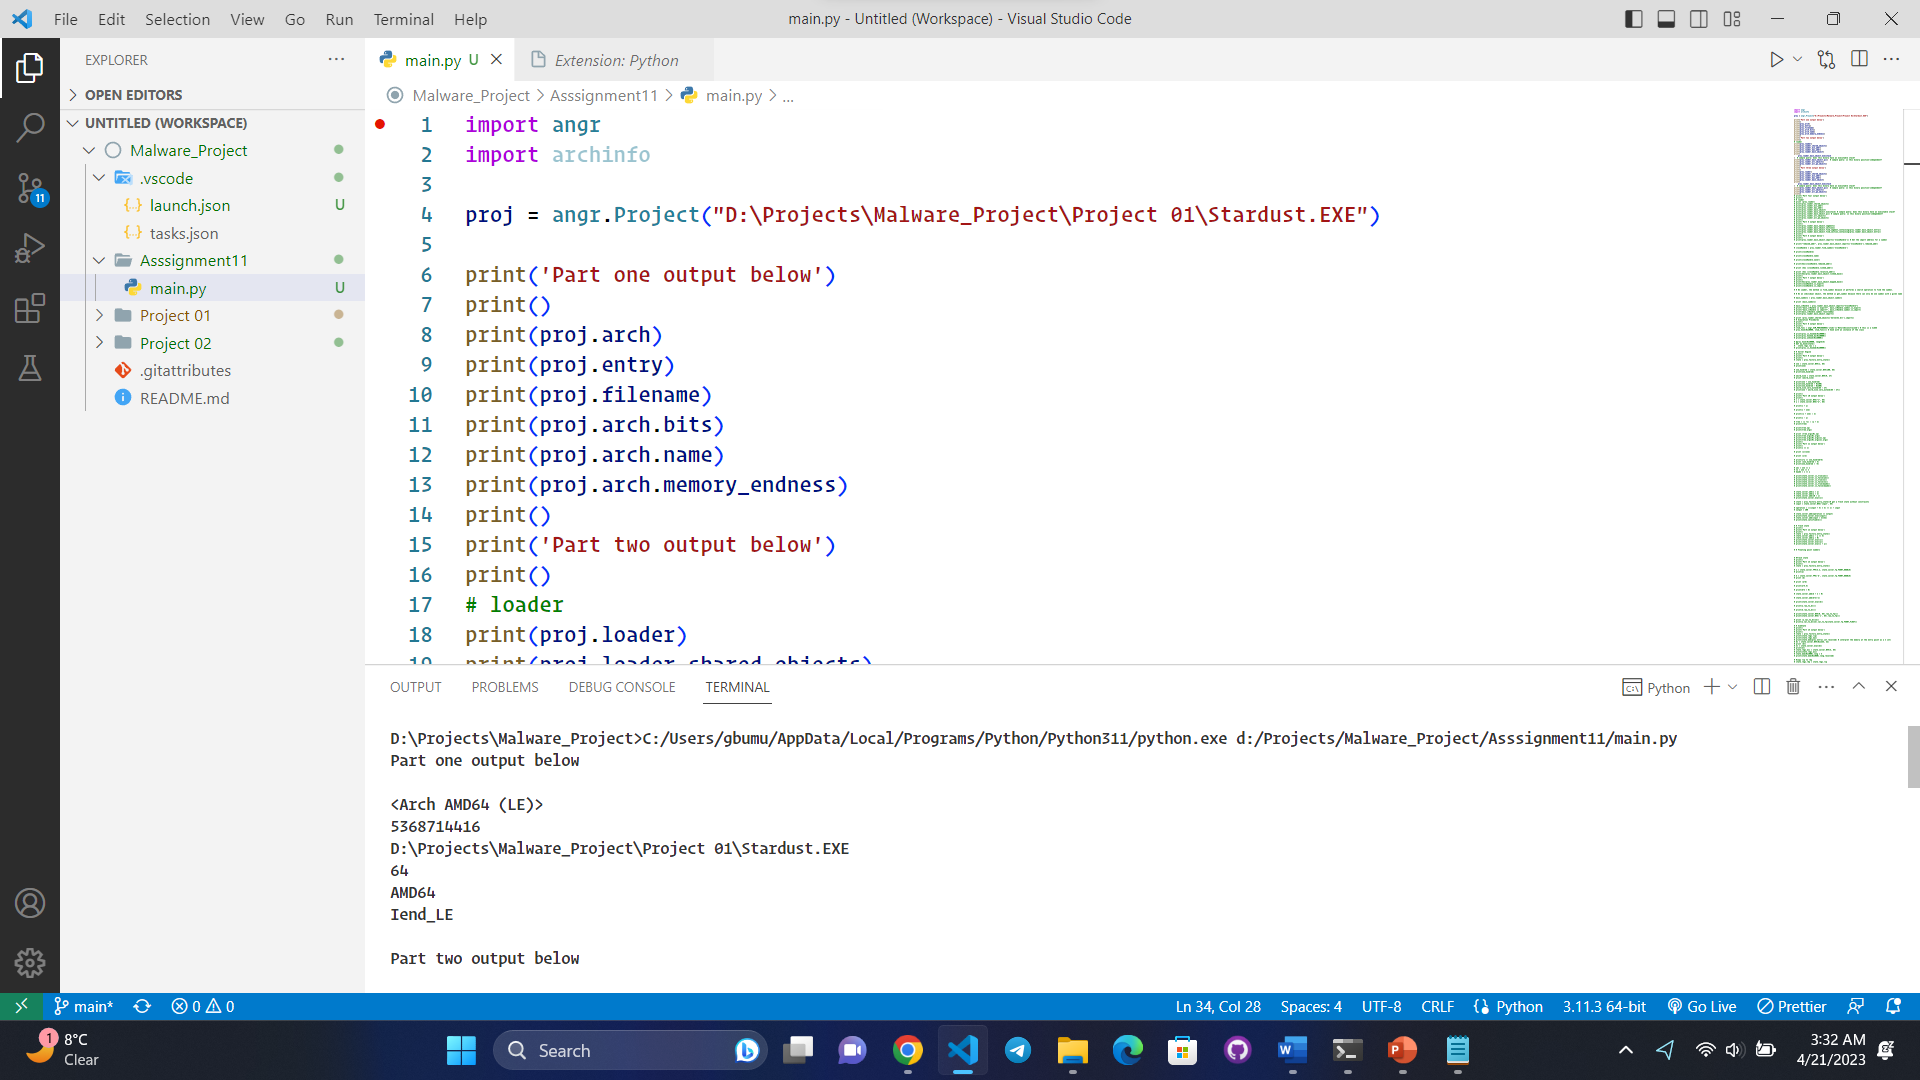 File Edit Selection View Go Run Terminal Help
main.py - Untitled (Workspace) - Visual Studio Code
EXPLORER
OPEN EDITORS
UNTITLED (WORKSPACE)
Malware_Project
.vscode
launch.json U
tasks.json
Asssignment11
main.py U
Project 01
Project 02
.gitattributes
README.md
11
main.py U
Extension: Python
Malware_Project > Asssignment11 > main.py > ...
1 import angr
2 import archinfo
3
4 proj = angr.Project("D:\Projects\Malware_Project\Project 01\Stardust.EXE")
5
6 print('Part one output below')
7 print()
8 print(proj.arch)
9 print(proj.entry)
10 print(proj.filename)
11 print(proj.arch.bits)
12 print(proj.arch.name)
13 print(proj.arch.memory_endness)
14 print()
15 print('Part two output below')
16 print()
17 # loader
18 print(proj.loader)
19 print(proj.loader.shared_objects)
OUTPUT PROBLEMS DEBUG CONSOLE TERMINAL
Python
D:\Projects\Malware_Project>C:/Users/gbumu/AppData/Local/Programs/Python/Python311/python.exe d:/Projects/Malware_Project/Asssignment11/main.py
Part one output below
<Arch AMD64 (LE)>
5368714416
D:\Projects\Malware_Project\Project 01\Stardust.EXE
64
AMD64
Iend_LE
Part two output below
main* 0 0 Ln 34, Col 28 Spaces: 4 UTF-8 CRLF Python 3.11.3 64-bit Go Live Prettier
1
8°C
Clear
Search
3:32 AM
4/21/2023